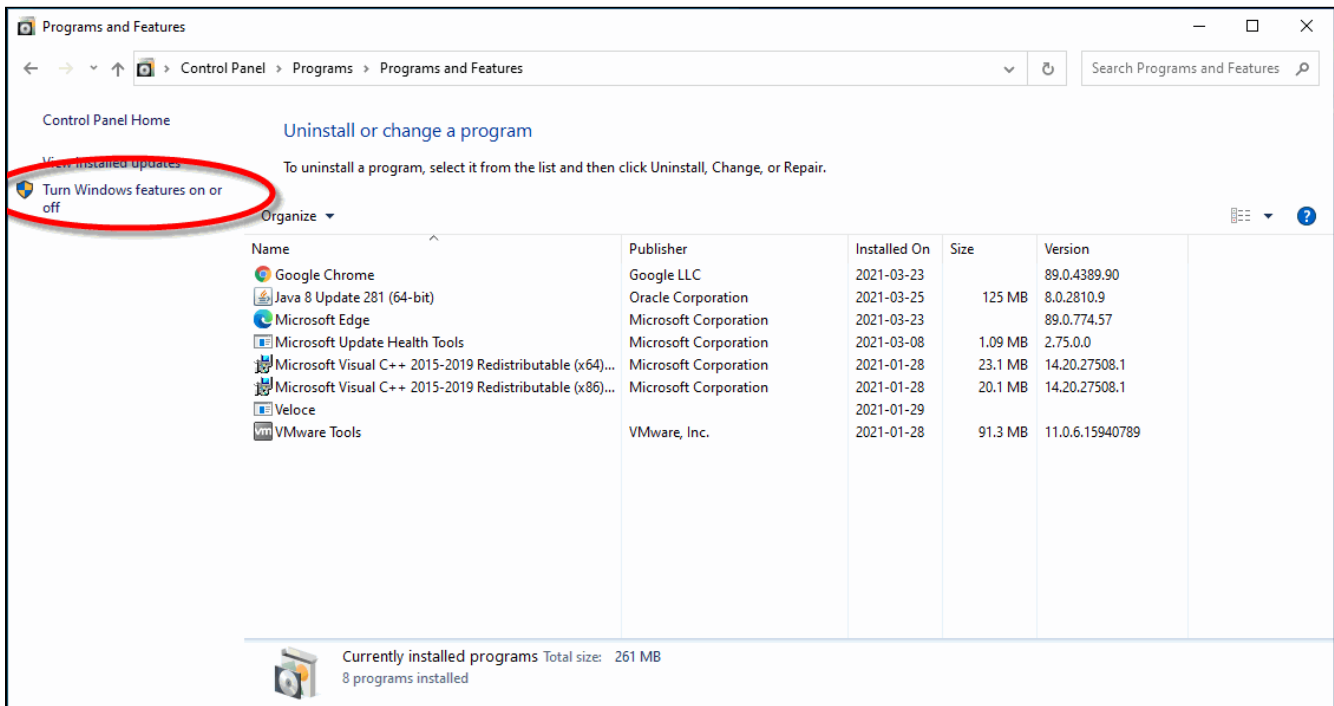 Programs and Features
Control Panel > Programs > Programs and Features
Search Programs and Features
Control Panel Home
View installed updates
Turn Windows features on or
off
Uninstall or change a program
To uninstall a program, select it from the list and then click Uninstall, Change, or Repair.
Organize
Name Publisher Installed On Size Version
Google Chrome Google LLC 2021-03-23 89.0.4389.90
Java 8 Update 281 (64-bit) Oracle Corporation 2021-03-25 125 MB 8.0.2810.9
Microsoft Edge Microsoft Corporation 2021-03-23 89.0.774.57
Microsoft Update Health Tools Microsoft Corporation 2021-03-08 1.09 MB 2.75.0.0
Microsoft Visual C++ 2015-2019 Redistributable (x64)... Microsoft Corporation 2021-01-28 23.1 MB 14.20.27508.1
Microsoft Visual C++ 2015-2019 Redistributable (x86)... Microsoft Corporation 2021-01-28 20.1 MB 14.20.27508.1
Veloce 2021-01-29
vm VMware Tools VMware, Inc. 2021-01-28 91.3 MB 11.0.6.15940789
Currently installed programs Total size: 261 MB
8 programs installed